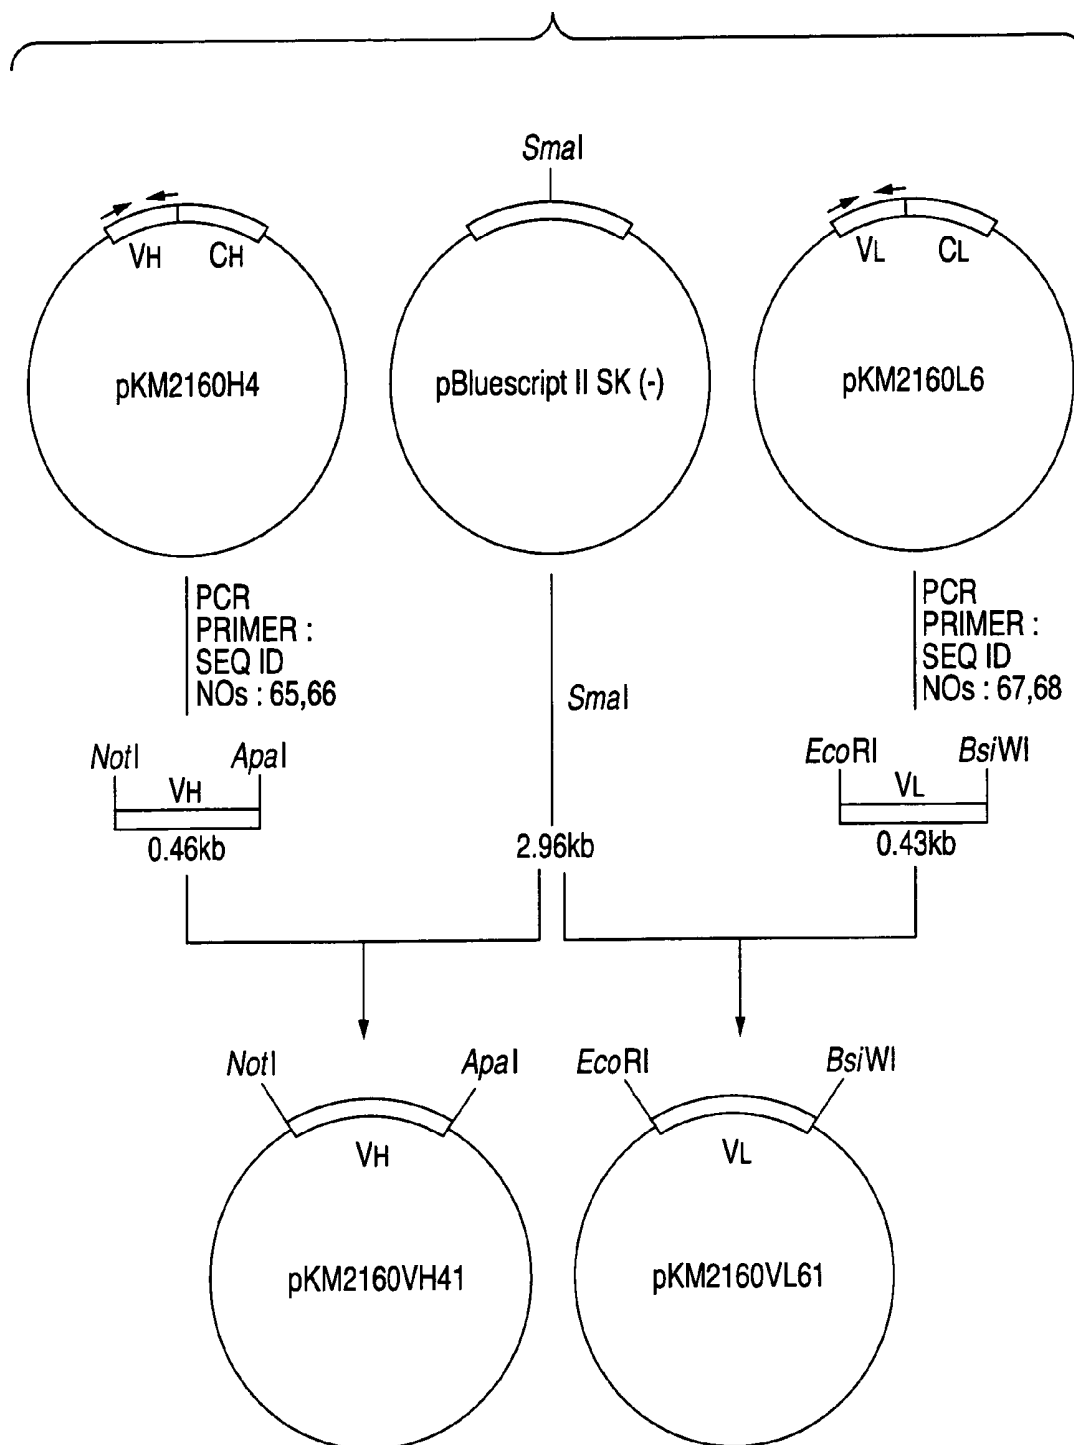 SmaI
VH CH
pKM2160H4
pBluescript II SK (-)
VL CL
pKM2160L6
PCR
PRIMER :
SEQ ID
NOs : 65,66
SmaI
PCR
PRIMER :
SEQ ID
NOs : 67,68
NotI ApaI
VH
0.46kb
2.96kb
EcoRI BsiWI
VL
0.43kb
NotI ApaI
VH
pKM2160VH41
EcoRI BsiWI
VL
pKM2160VL61